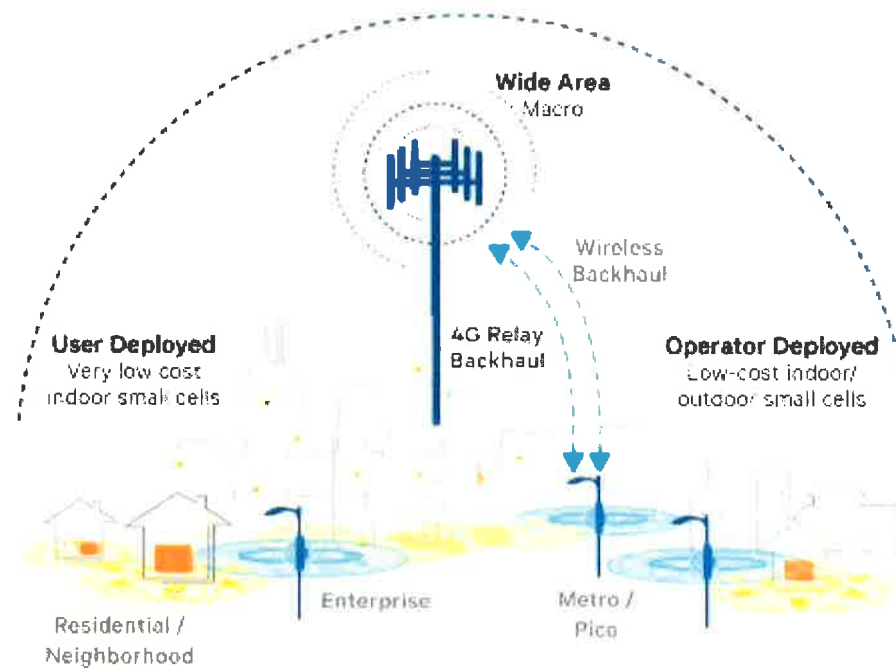 Wide Area
Macro
Wireless
Backhaul
4G Relay
Backhaul
User Deployed
Very low cost
indoor small cells
Operator Deployed
Low-cost indoor/
outdoor small cells
Enterprise
Metro /
Pico
Residential /
Neighborhood